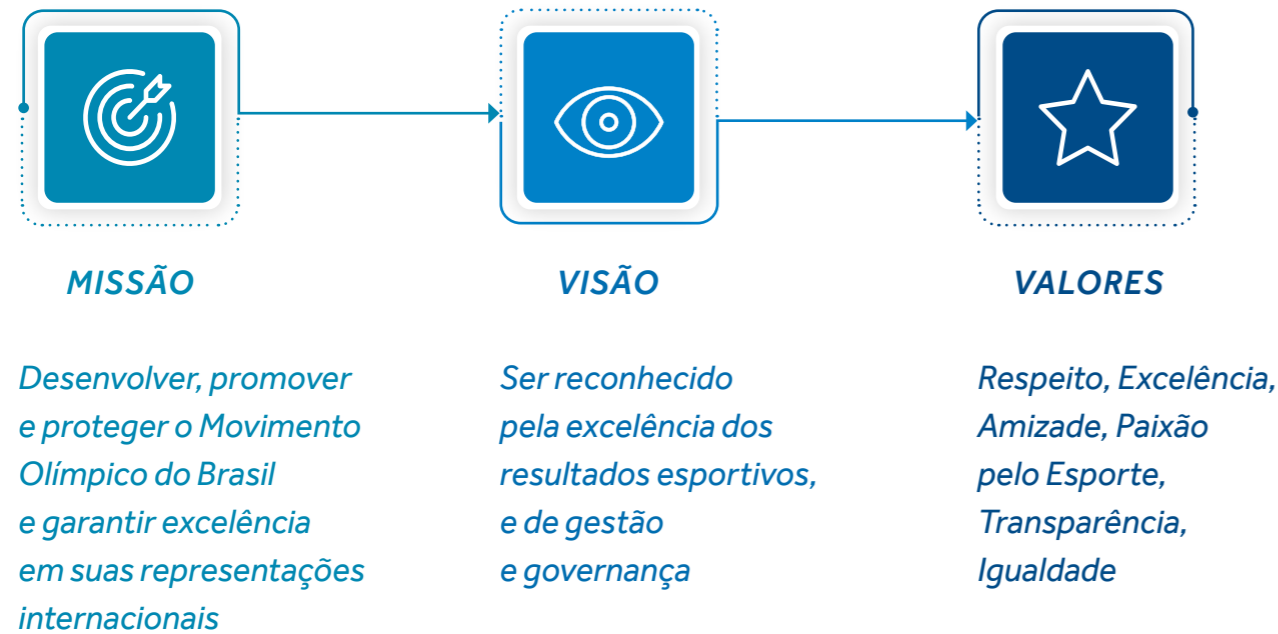 MISSÃO
Desenvolver, promover
e proteger o Movimento
Olímpico do Brasil
e garantir excelência
em suas representações
internacionais
VISÃO
Ser reconhecido
pela excelência dos
resultados esportivos,
e de gestão
e governança
VALORES
Respeito, Excelência,
Amizade, Paixão
pelo Esporte,
Transparência,
Igualdade